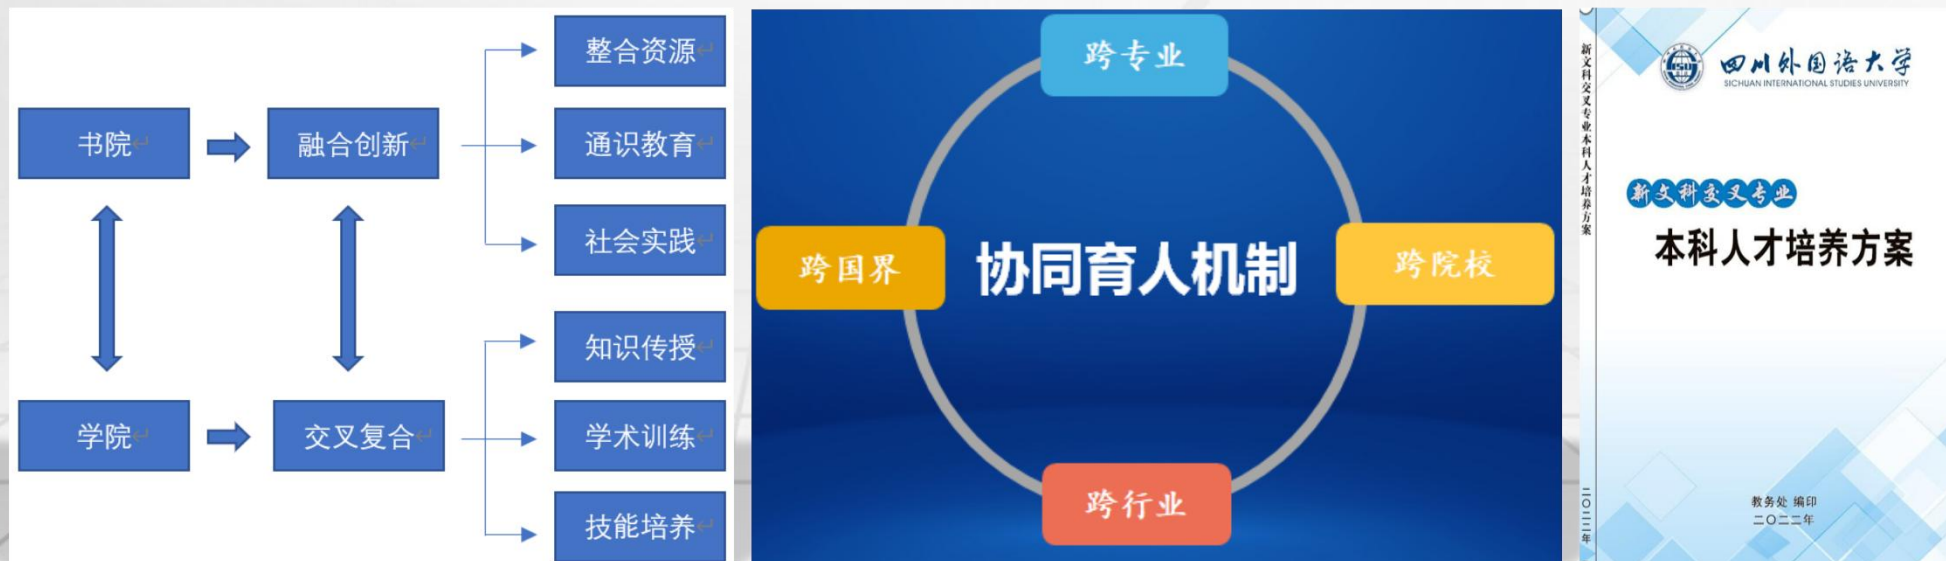 书院
融合创新
整合资源
通识教育
社会实践
学院
交叉复合
知识传授
学术训练
技能培养
跨专业
跨国界
协同育人机制
跨院校
跨行业
新文科交叉专业本科人才培养方案
二〇二二年
四川外国语大学
SICHUAN INTERNATIONAL STUDIES UNIVERSITY
新文科交叉专业
本科人才培养方案
教务处 编印
二〇二二年